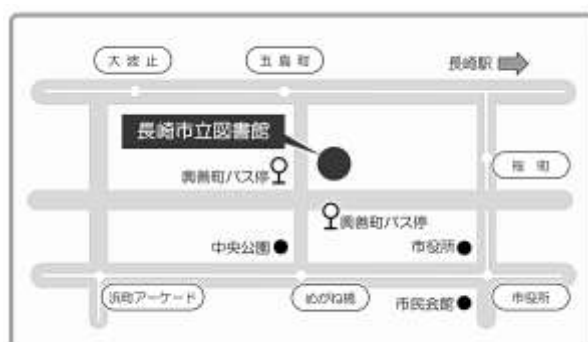 大波止
五島町
長崎駅
長崎市立図書館
興善町バス停
桜町
興善町バス停
中央公園
市役所
浜町アーケード
めがね橋
市民会館
市役所